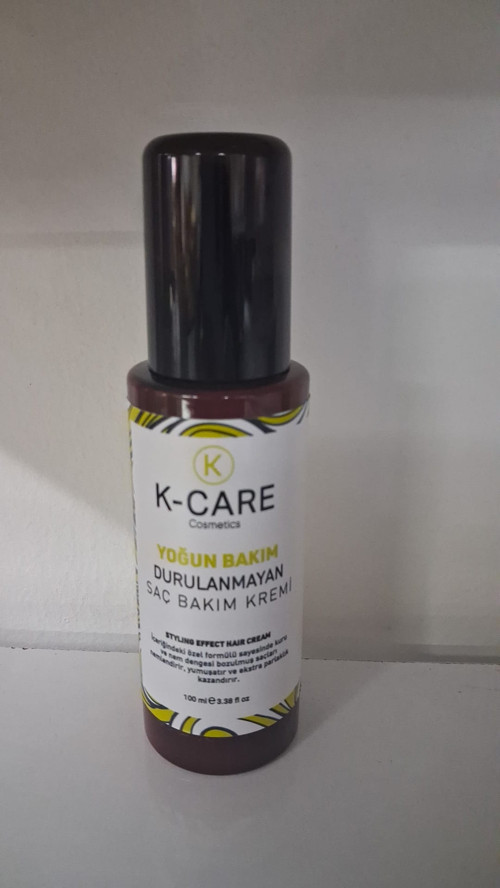 K
K-CARE
Cosmetics
YOĞUN BAKIM
DURULANMAYAN
SAÇ BAKIM KREMİ
STYLING EFFECT HAIR CREAM
İçeriğindeki özel formülü sayesinde kuru
ve nem dengesi bozulmuş saçları
nemlendirir, yumuşatır ve ekstra parlaklık
kazandırır.
100 ml ℮ 3.38 fl oz